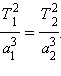 T₁²/a₁³ = T₂²/a₂³.